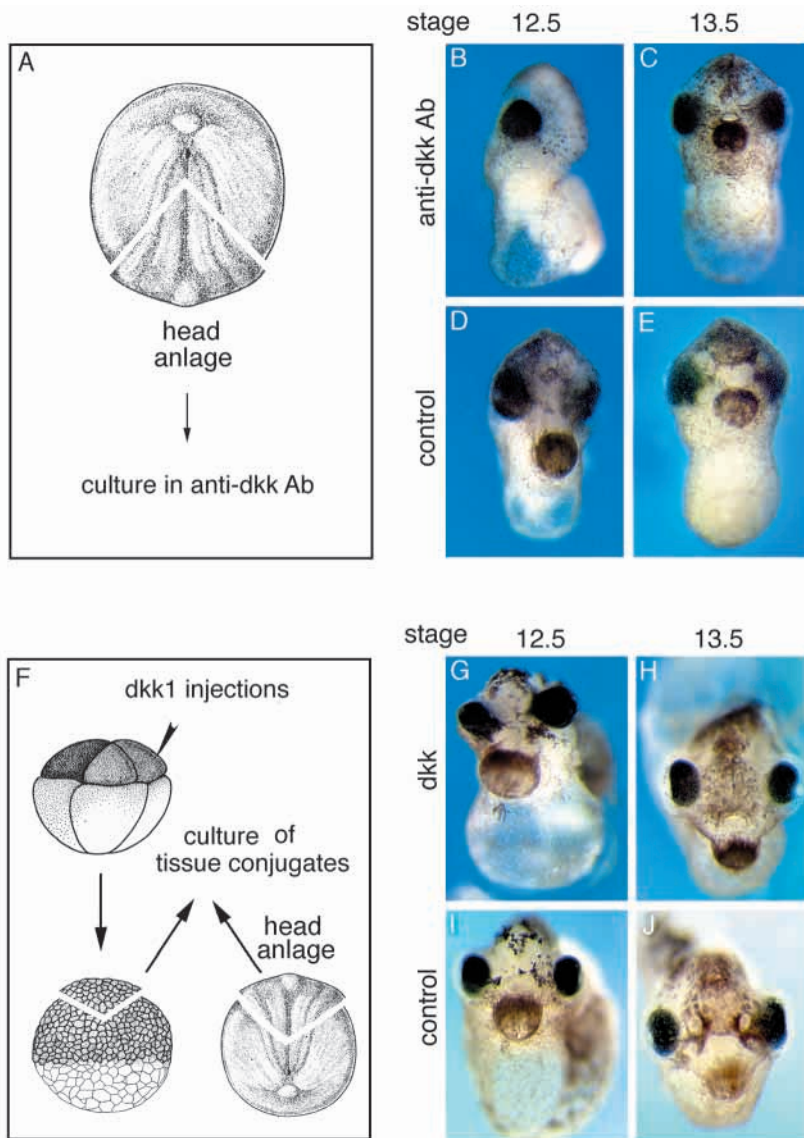 stage 12.5 13.5
A
head
anlage
culture in anti-dkk Ab
anti-dkk Ab
B
C
control
D
E
stage 12.5 13.5
F
dkk1 injections
culture of
tissue conjugates
head
anlage
dkk
G
H
control
I
J